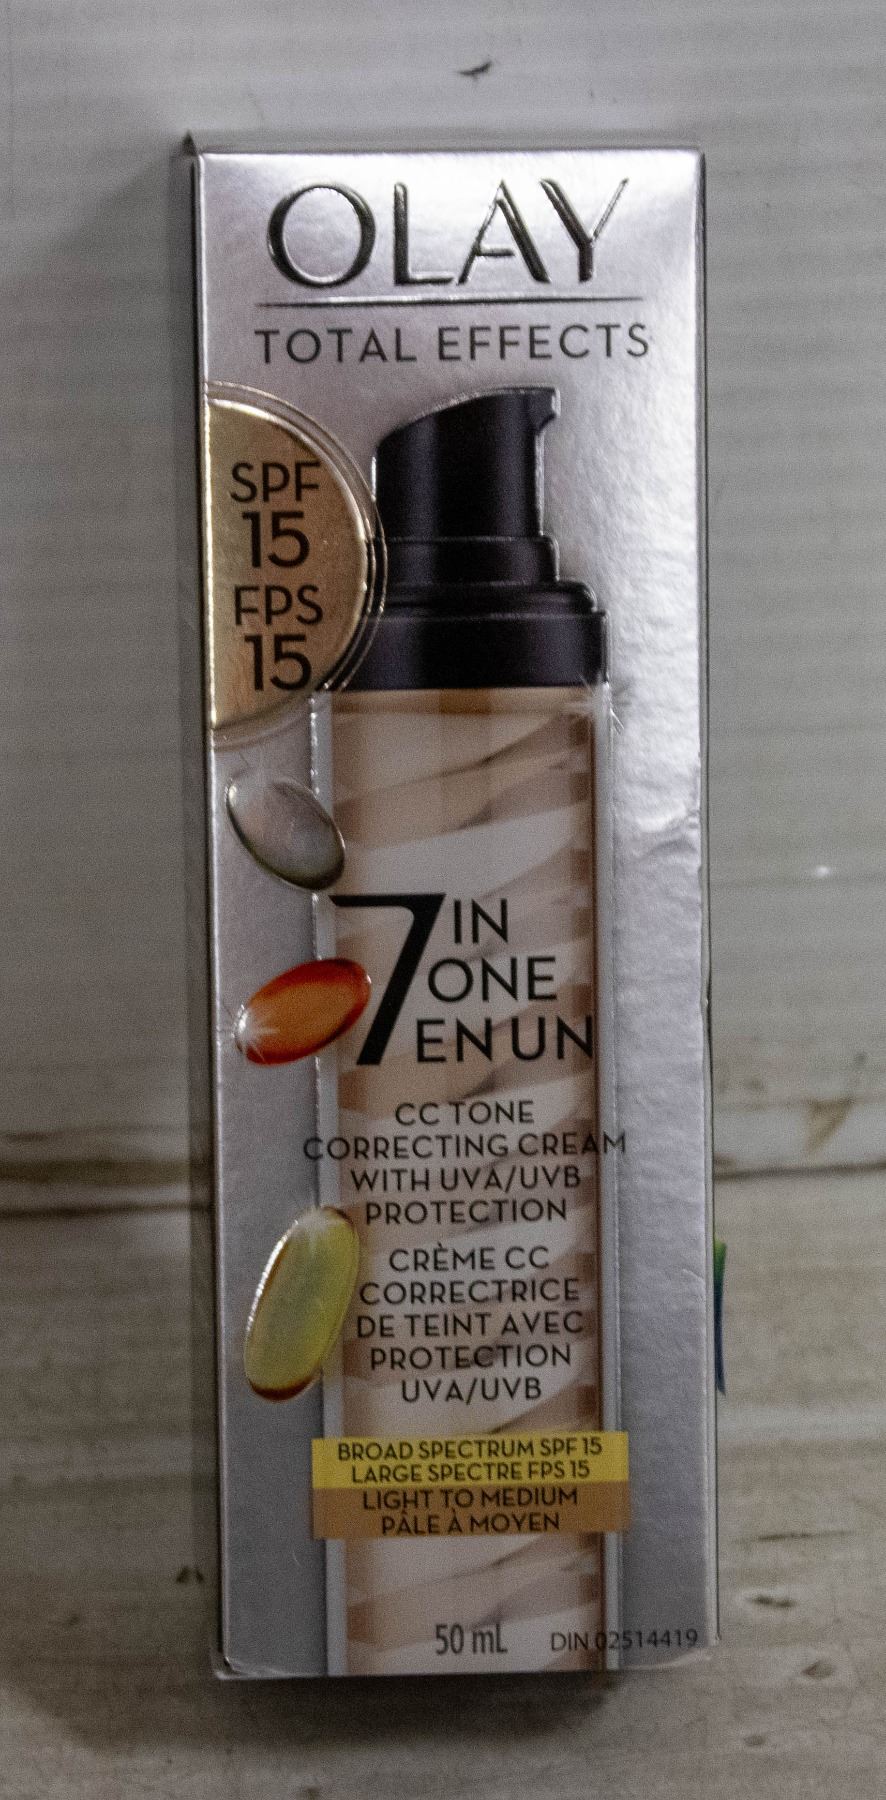 OLAY
TOTAL EFFECTS
SPF
15
FPS
15
7 IN
ONE
EN UN
CC TONE
CORRECTING CREAM
WITH UVA/UVB
PROTECTION
CRÈME CC
CORRECTRICE
DE TEINT AVEC
PROTECTION
UVA/UVB
BROAD SPECTRUM SPF 15
LARGE SPECTRE FPS 15
LIGHT TO MEDIUM
PÂLE À MOYEN
50 mL DIN 02514419